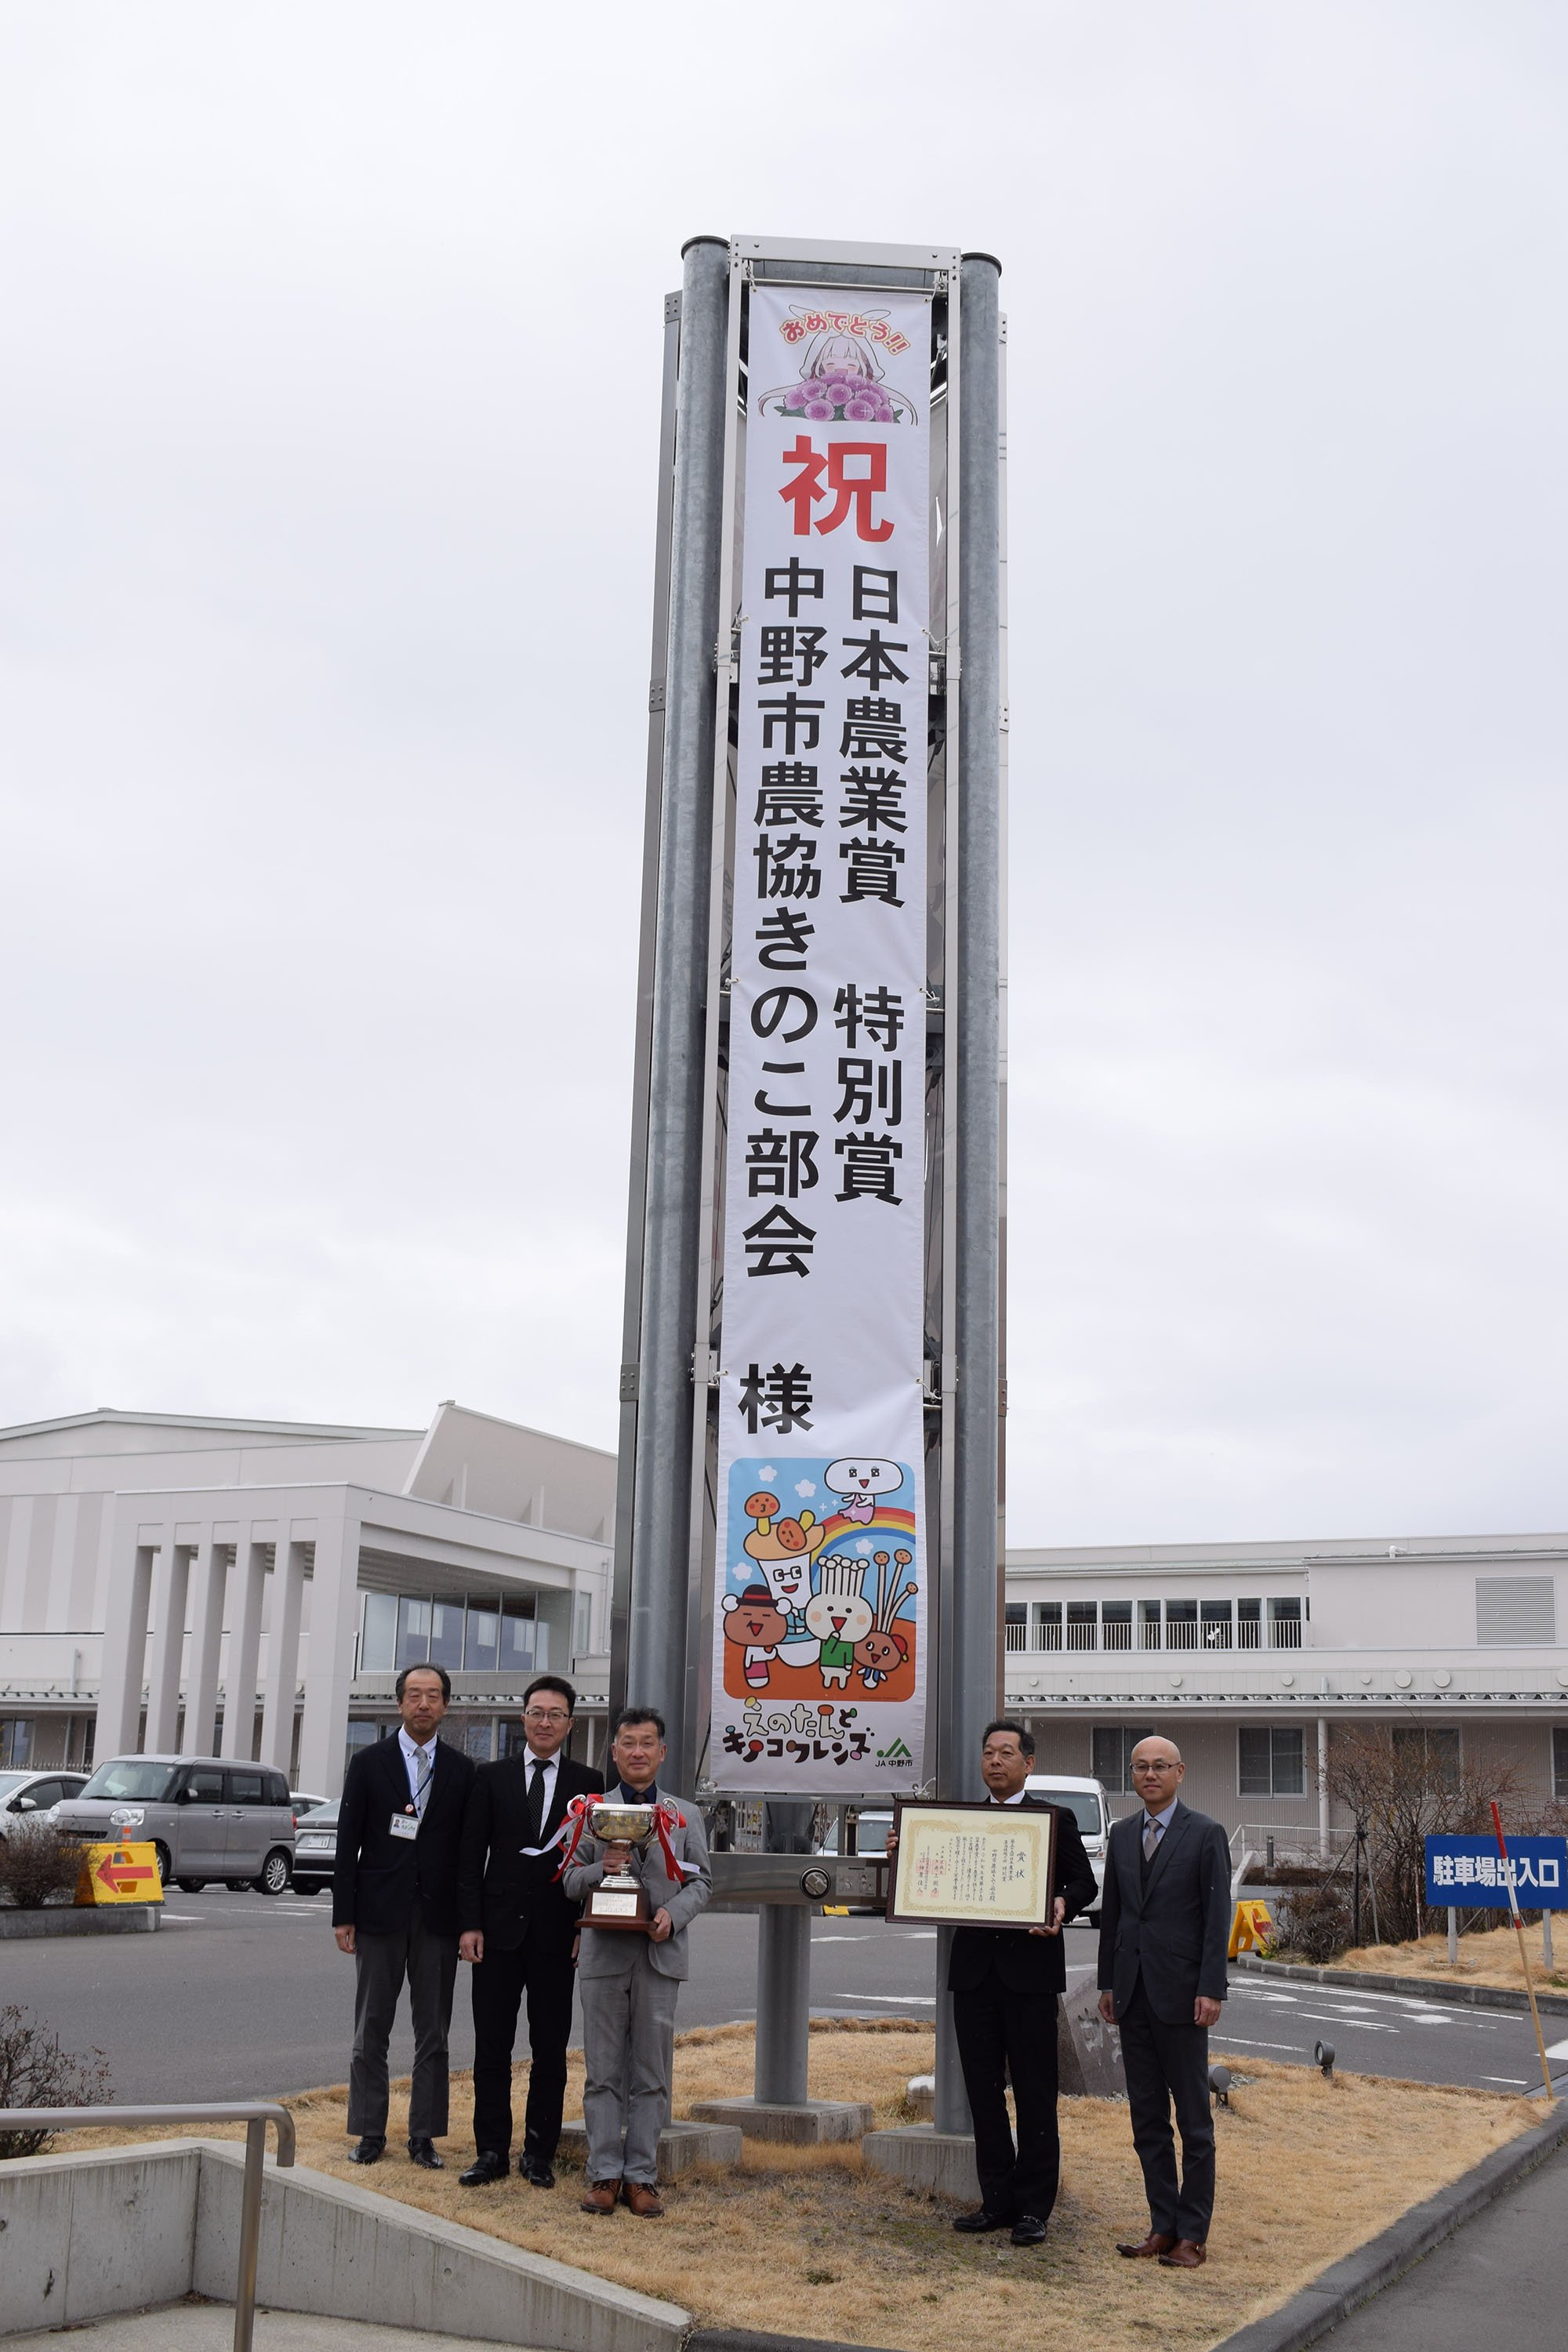 おめでとう!!
祝
日本農業賞　特別賞
中野市農協きのこ部会　様
えのたんと
キノコフレンズ
JA 中野市
賞状
駐車場出入口